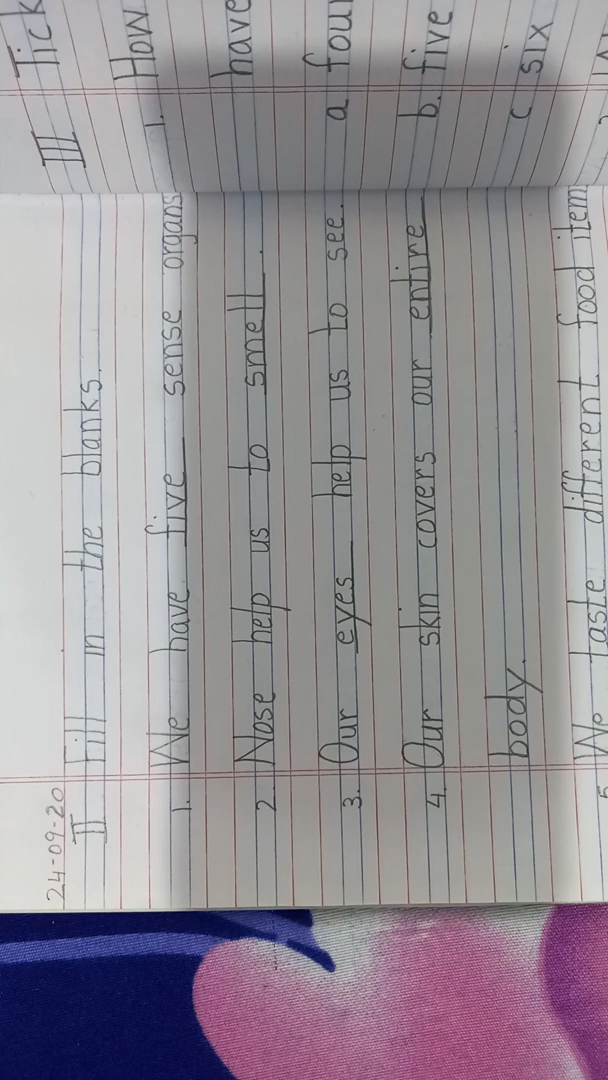 24-09-20
II Fill in the blanks.
1. We have five sense organs
2. Nose help us to smell.
3. Our eyes help us to see.
4. Our skin covers our entire
body.
5. We taste different food item
III Tick
1. How
have
a four
b. five
c. six